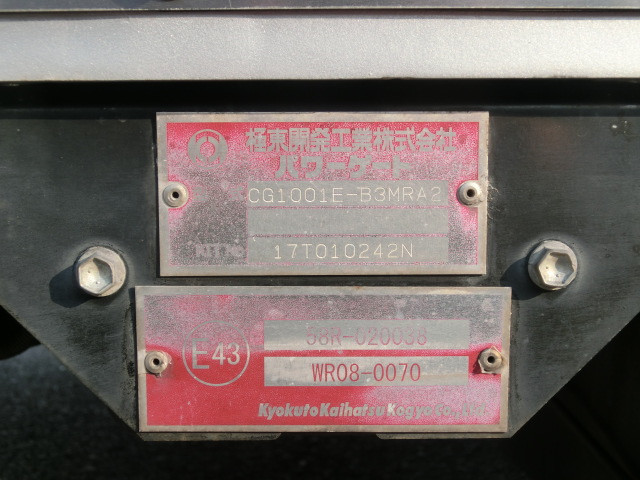 極東開発工業株式会社
パワーゲート
CG1001E-B3MRA2
17T010242N
E43
58R-020038
WR08-0070
Kyokuto Kaihatsu Kogyo Co., Ltd.